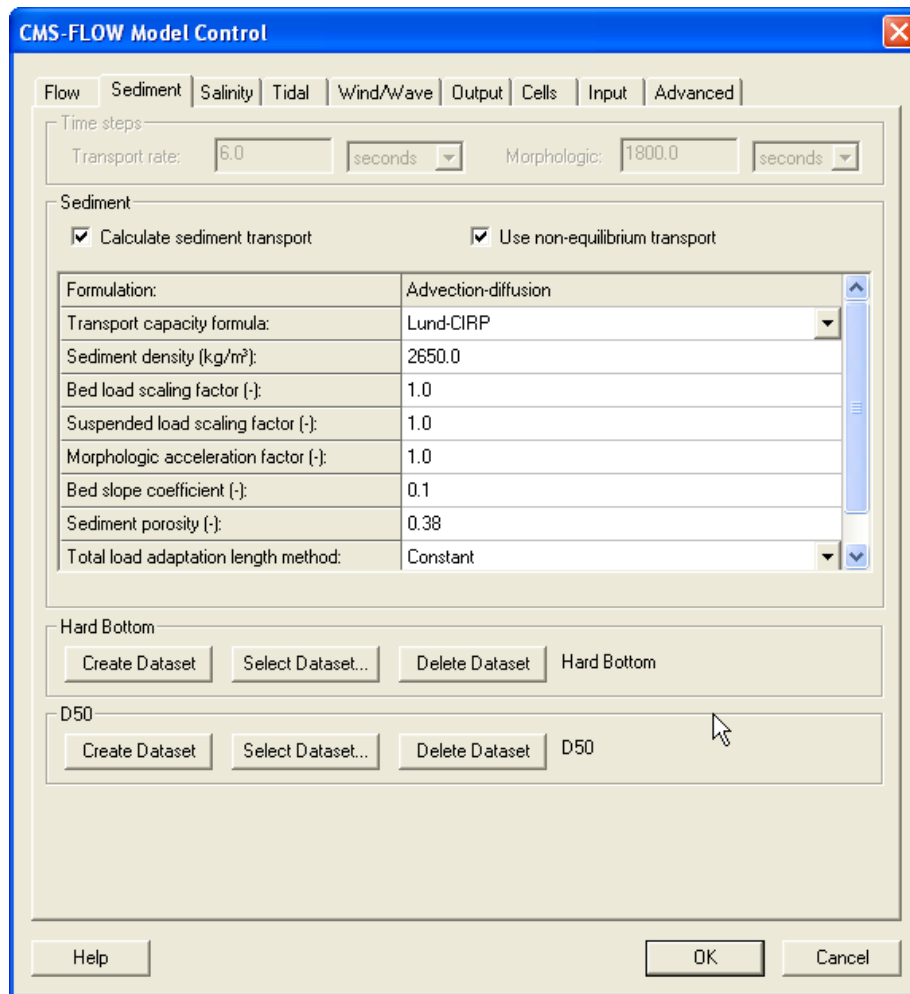 CMS-FLOW Model Control
Flow Sediment Salinity Tidal Wind/Wave Output Cells Input Advanced
Time steps
Transport rate: 6.0 seconds Morphologic: 1800.0 seconds
Sediment
Calculate sediment transport Use non-equilibrium transport
Formulation: Advection-diffusion
Transport capacity formula: Lund-CIRP
Sediment density (kg/m³): 2650.0
Bed load scaling factor (-): 1.0
Suspended load scaling factor (-): 1.0
Morphologic acceleration factor (-): 1.0
Bed slope coefficient (-): 0.1
Sediment porosity (-): 0.38
Total load adaptation length method: Constant
Hard Bottom
Create Dataset Select Dataset... Delete Dataset Hard Bottom
D50
Create Dataset Select Dataset... Delete Dataset D50
Help OK Cancel